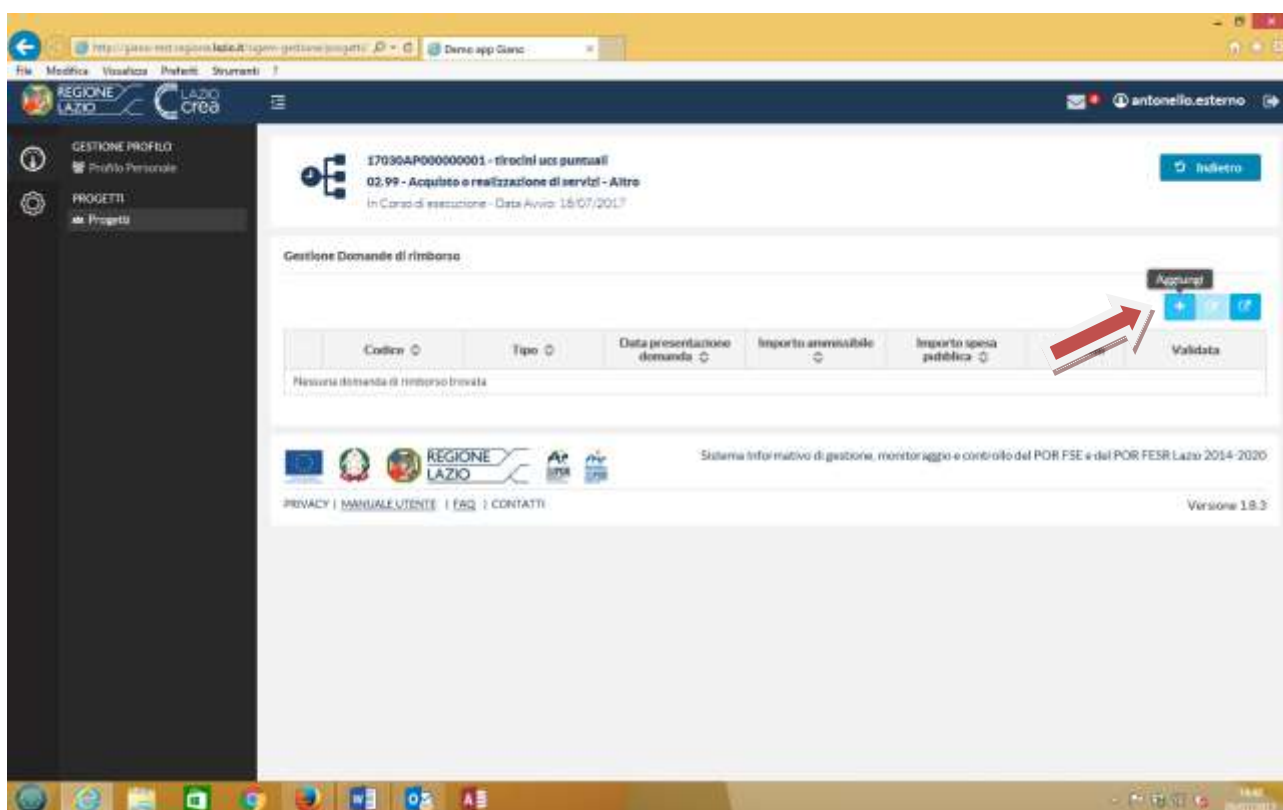 Demo app Giano
File Modifica Visualizza Preferiti Strumenti ?
REGIONE LAZIO
LAZIO crea
antonello.esterno
GESTIONE PROFILO
Profilo Personale
PROGETTI
Progetti
17030AP000000001 - tirocini ucs puntuali
02.99 - Acquisto o realizzazione di servizi - Altro
In Corso di esecuzione - Data Avvio: 18/07/2017
Indietro
Gestione Domande di rimborso
Aggiungi
Codice Tipo Data presentazione domanda Importo ammissibile Importo spesa pubblica Validata
Nessuna domanda di rimborso trovata
REGIONE LAZIO
Sistema Informativo di gestione, monitoraggio e controllo del POR FSE e del POR FESR Lazio 2014-2020
PRIVACY | MANUALE UTENTE | FAQ | CONTATTI
Versione 1.8.3